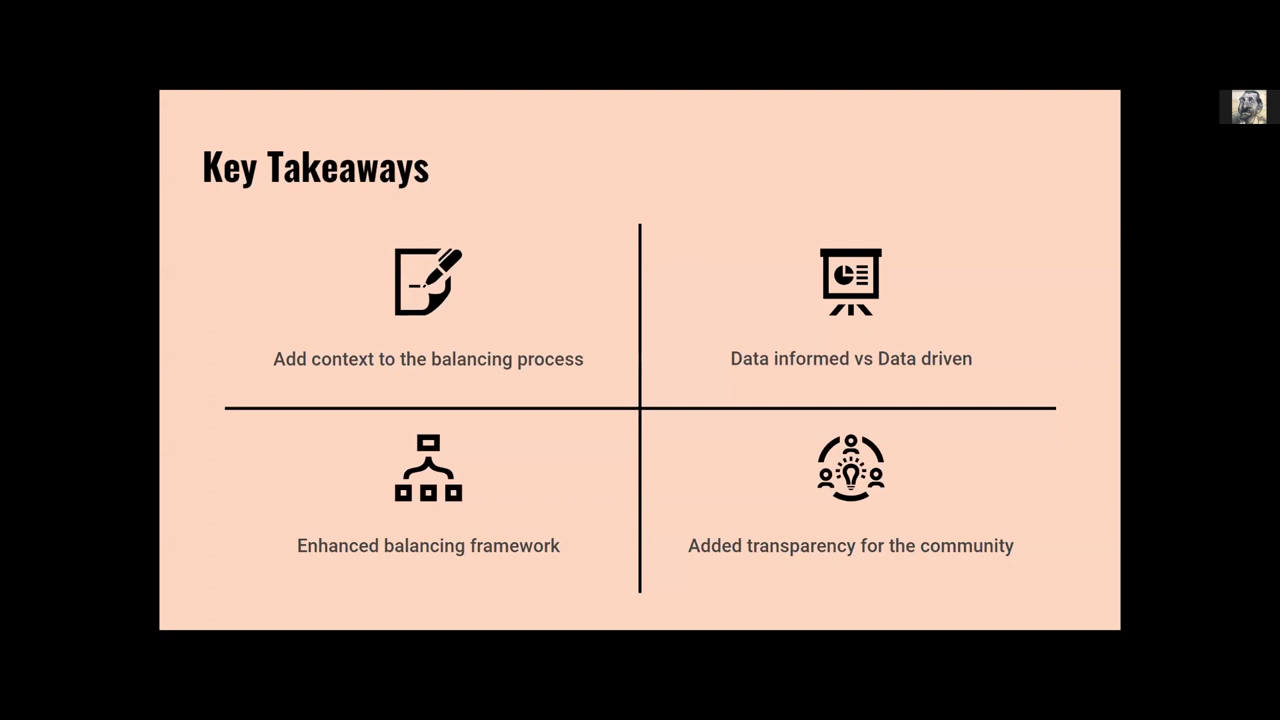 Key Takeaways
Add context to the balancing process
Data informed vs Data driven
Enhanced balancing framework
Added transparency for the community